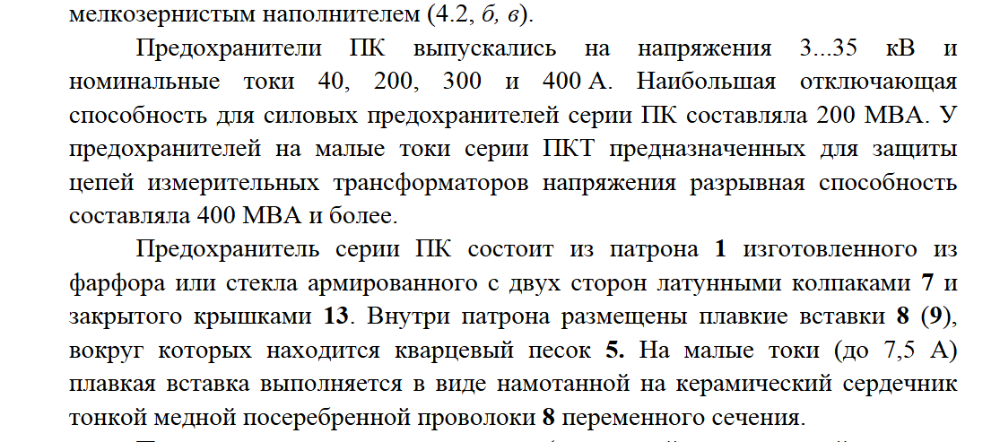 мелкозернистым наполнителем (4.2, б, в).
Предохранители ПК выпускались на напряжения 3...35 кВ и
номинальные токи 40, 200, 300 и 400 А. Наибольшая отключающая
способность для силовых предохранителей серии ПК составляла 200 МВА. У
предохранителей на малые токи серии ПКТ предназначенных для защиты
цепей измерительных трансформаторов напряжения разрывная способность
составляла 400 МВА и более.
Предохранитель серии ПК состоит из патрона 1 изготовленного из
фарфора или стекла армированного с двух сторон латунными колпаками 7 и
закрытого крышками 13. Внутри патрона размещены плавкие вставки 8 (9),
вокруг которых находится кварцевый песок 5. На малые токи (до 7,5 А)
плавкая вставка выполняется в виде намотанной на керамический сердечник
тонкой медной посеребренной проволоки 8 переменного сечения.